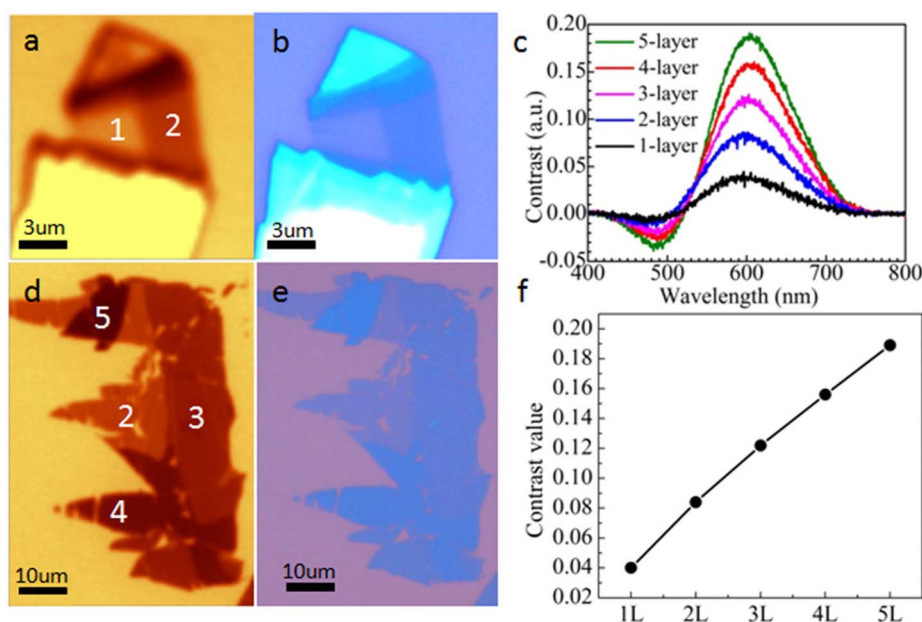 a
1
2
3um
b
3um
c
0.20
0.15
0.10
0.05
0.00
-0.05
Contrast (a.u.)
5-layer
4-layer
3-layer
2-layer
1-layer
400 500 600 700 800
Wavelength (nm)
d
5
2
3
4
10um
e
10um
f
0.20
0.18
0.16
0.14
0.12
0.10
0.08
0.06
0.04
0.02
Contrast value
1L 2L 3L 4L 5L